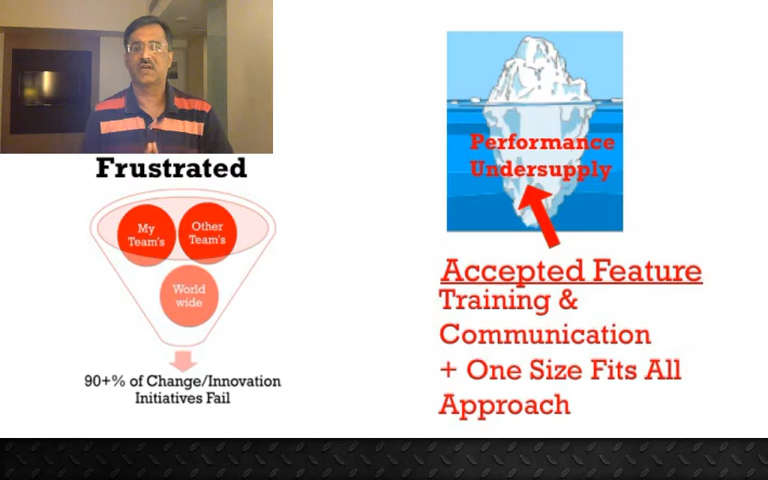 Frustrated
My
Team's
Other
Team's
World
wide
90+% of Change/Innovation
Initiatives Fail
Performance
Undersupply
Accepted Feature
Training &
Communication
+ One Size Fits All
Approach